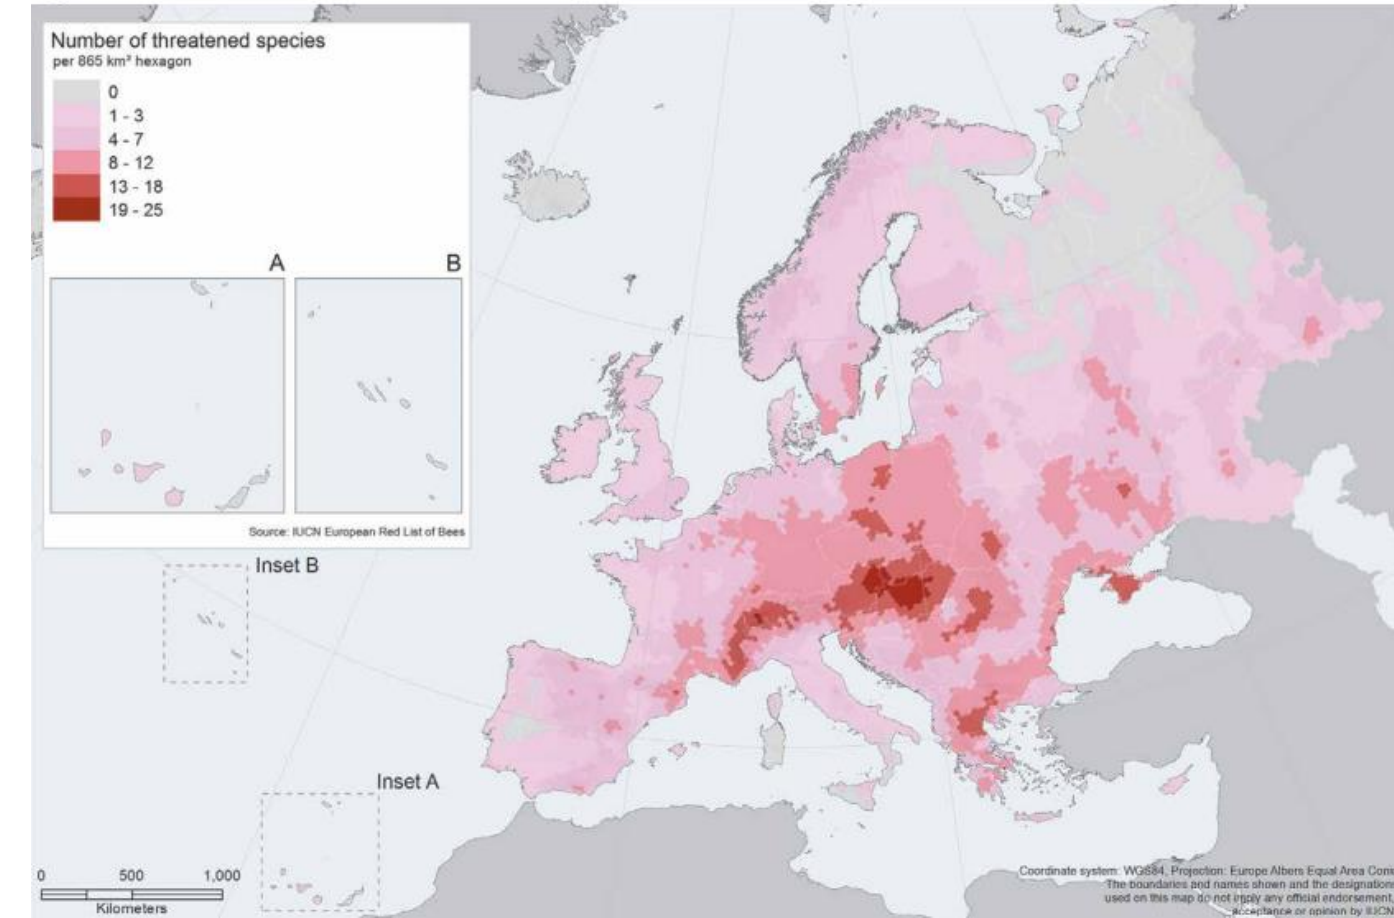 Number of threatened species
per 865 km² hexagon
0
1 - 3
4 - 7
8 - 12
13 - 18
19 - 25
A
B
Source: IUCN European Red List of Bees
Inset B
Inset A
0 500 1,000
Kilometers
Coordinate system: WGS84, Projection: Europe Albers Equal Area Coni
The boundaries and names shown and the designations
used on this map do not imply any official endorsement,
acceptance or opinion by IUCN